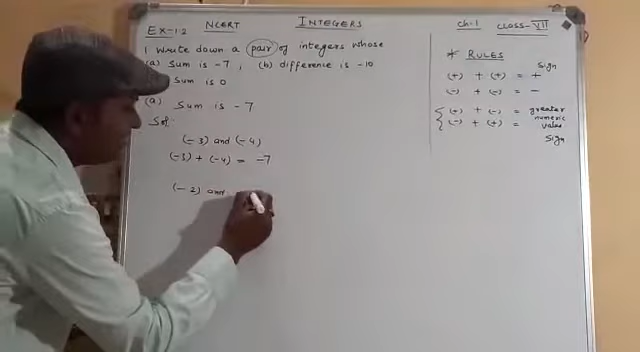 EX-1.2 NCERT INTEGERS Ch.1 CLASS-VII
1 Write down a pair of integers whose
(a) Sum is -7, (b) difference is -10
Sum is 0
(a) Sum is -7
Sol:
(-3) and (-4)
(-3) + (-4) = -7
(-2) and
* RULES
Sign
(+) + (+) = +
(-) + (-) = -
(+) + (-) = greater
(-) + (+) = numeric
value
Sign